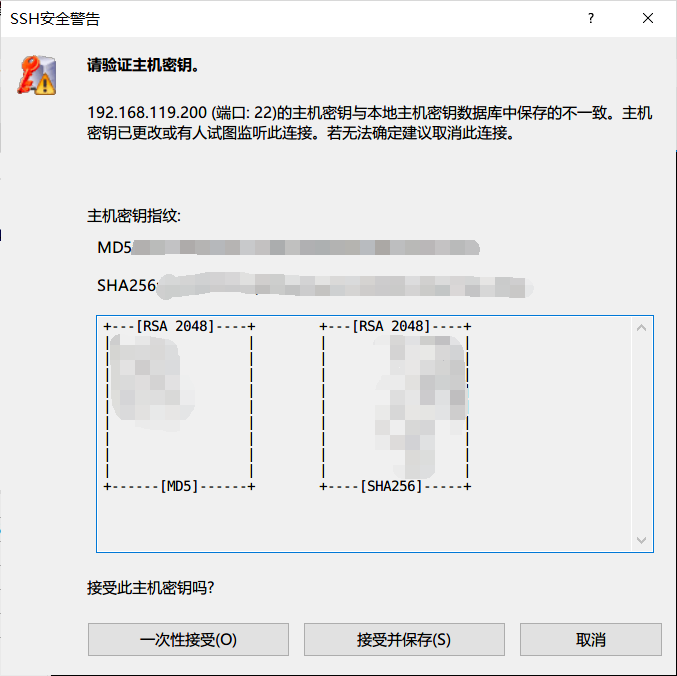 SSH安全警告
请验证主机密钥。
192.168.119.200 (端口: 22)的主机密钥与本地主机密钥数据库中保存的不一致。主机
密钥已更改或有人试图监听此连接。若无法确定建议取消此连接。
主机密钥指纹:
MD5
SHA256:
+---[RSA 2048]----+ +---[RSA 2048]----+
+------[MD5]------+ +----[SHA256]-----+
接受此主机密钥吗?
一次性接受(O) 接受并保存(S) 取消